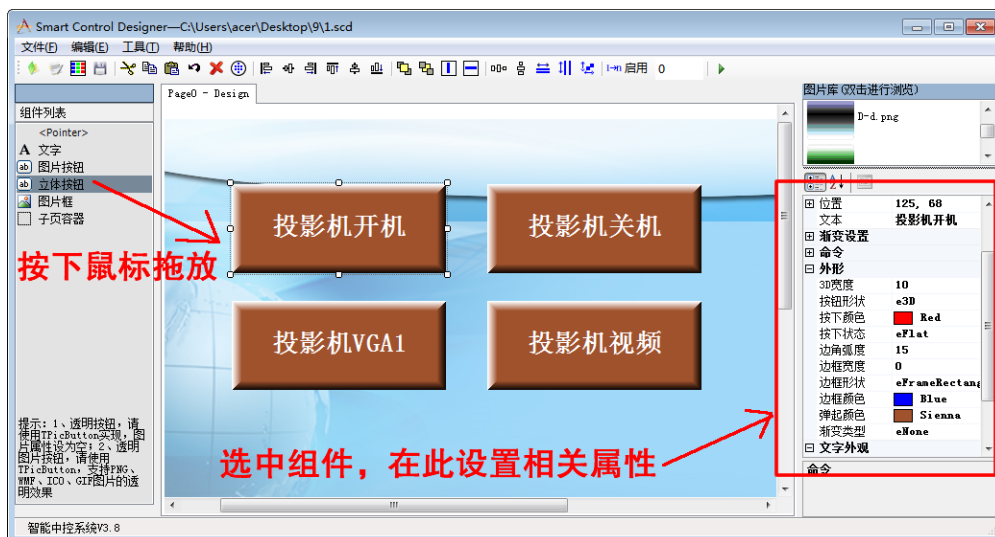 Smart Control Designer—C:\Users\acer\Desktop\9\1.scd
文件(F) 编辑(E) 工具(T) 帮助(H)
1→n 启用 0
组件列表
<Pointer>
A 文字
ab 图片按钮
ab 立体按钮
图片框
子页容器
按下鼠标拖放
提示：1、透明按钮，请
使用TPicButton实现，图
片属性设为空；2、透明
图片按钮，请使用
TPicButton，支持PNG、
WMF、ICO、GIF图片的透
明效果
Page0 - Design
投影机开机
投影机关机
投影机VGA1
投影机视频
选中组件，在此设置相关属性
图片库(双击进行浏览)
D-d.png
位置 125, 68
文本 投影机开机
渐变设置
命令
外形
3D宽度 10
按钮形状 e3D
按下颜色 Red
按下状态 eFlat
边角弧度 15
边框宽度 0
边框形状 eFrameRectang
边框颜色 Blue
弹起颜色 Sienna
渐变类型 eNone
文字外观
命令
智能中控系统V3.8